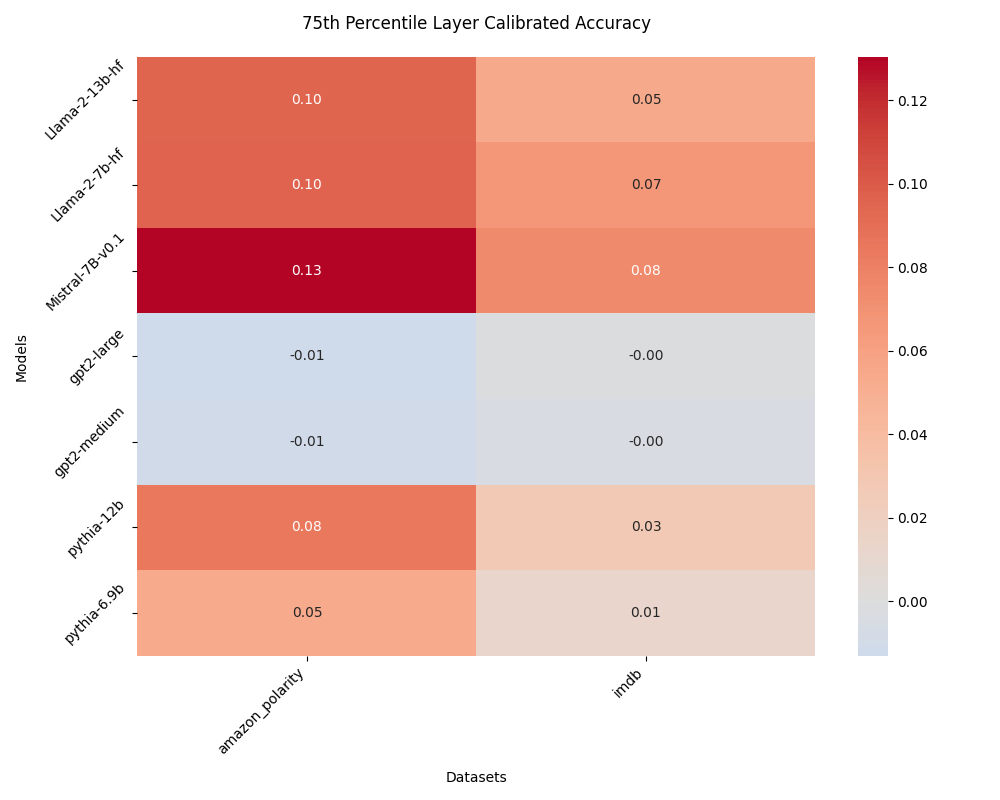 75th Percentile Layer Calibrated Accuracy
Models
Llama-2-13b-hf
0.10
0.05
Llama-2-7b-hf
0.10
0.07
Mistral-7B-v0.1
0.13
0.08
gpt2-large
-0.01
-0.00
gpt2-medium
-0.01
-0.00
pythia-12b
0.08
0.03
pythia-6.9b
0.05
0.01
amazon_polarity
imdb
Datasets
0.12
0.10
0.08
0.06
0.04
0.02
0.00